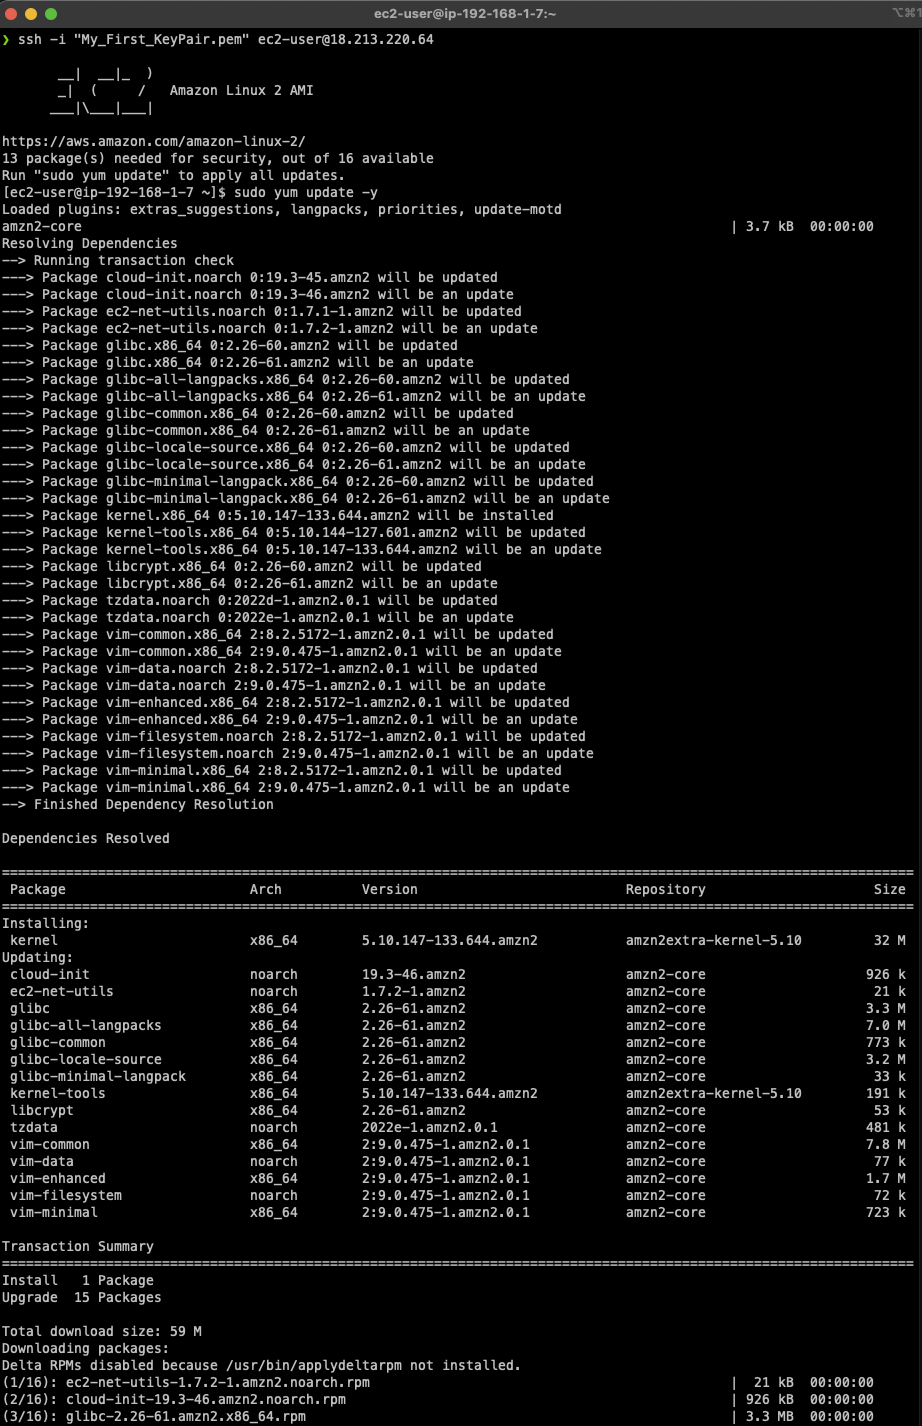 ec2-user@ip-192-168-1-7:~
⌥⌘1
❯ ssh -i "My_First_KeyPair.pem" ec2-user@18.213.220.64
       __|  __|_  )
       _|  (     /   Amazon Linux 2 AMI
      ___|\___|___|
https://aws.amazon.com/amazon-linux-2/
13 package(s) needed for security, out of 16 available
Run "sudo yum update" to apply all updates.
[ec2-user@ip-192-168-1-7 ~]$ sudo yum update -y
Loaded plugins: extras_suggestions, langpacks, priorities, update-motd
amzn2-core | 3.7 kB 00:00:00
Resolving Dependencies
--> Running transaction check
---> Package cloud-init.noarch 0:19.3-45.amzn2 will be updated
---> Package cloud-init.noarch 0:19.3-46.amzn2 will be an update
---> Package ec2-net-utils.noarch 0:1.7.1-1.amzn2 will be updated
---> Package ec2-net-utils.noarch 0:1.7.2-1.amzn2 will be an update
---> Package glibc.x86_64 0:2.26-60.amzn2 will be updated
---> Package glibc.x86_64 0:2.26-61.amzn2 will be an update
---> Package glibc-all-langpacks.x86_64 0:2.26-60.amzn2 will be updated
---> Package glibc-all-langpacks.x86_64 0:2.26-61.amzn2 will be an update
---> Package glibc-common.x86_64 0:2.26-60.amzn2 will be updated
---> Package glibc-common.x86_64 0:2.26-61.amzn2 will be an update
---> Package glibc-locale-source.x86_64 0:2.26-60.amzn2 will be updated
---> Package glibc-locale-source.x86_64 0:2.26-61.amzn2 will be an update
---> Package glibc-minimal-langpack.x86_64 0:2.26-60.amzn2 will be updated
---> Package glibc-minimal-langpack.x86_64 0:2.26-61.amzn2 will be an update
---> Package kernel.x86_64 0:5.10.147-133.644.amzn2 will be installed
---> Package kernel-tools.x86_64 0:5.10.144-127.601.amzn2 will be updated
---> Package kernel-tools.x86_64 0:5.10.147-133.644.amzn2 will be an update
---> Package libcrypt.x86_64 0:2.26-60.amzn2 will be updated
---> Package libcrypt.x86_64 0:2.26-61.amzn2 will be an update
---> Package tzdata.noarch 0:2022d-1.amzn2.0.1 will be updated
---> Package tzdata.noarch 0:2022e-1.amzn2.0.1 will be an update
---> Package vim-common.x86_64 2:8.2.5172-1.amzn2.0.1 will be updated
---> Package vim-common.x86_64 2:9.0.475-1.amzn2.0.1 will be an update
---> Package vim-data.noarch 2:8.2.5172-1.amzn2.0.1 will be updated
---> Package vim-data.noarch 2:9.0.475-1.amzn2.0.1 will be an update
---> Package vim-enhanced.x86_64 2:8.2.5172-1.amzn2.0.1 will be updated
---> Package vim-enhanced.x86_64 2:9.0.475-1.amzn2.0.1 will be an update
---> Package vim-filesystem.noarch 2:8.2.5172-1.amzn2.0.1 will be updated
---> Package vim-filesystem.noarch 2:9.0.475-1.amzn2.0.1 will be an update
---> Package vim-minimal.x86_64 2:8.2.5172-1.amzn2.0.1 will be updated
---> Package vim-minimal.x86_64 2:9.0.475-1.amzn2.0.1 will be an update
--> Finished Dependency Resolution
Dependencies Resolved
Package Arch Version Repository Size
Installing:
kernel x86_64 5.10.147-133.644.amzn2 amzn2extra-kernel-5.10 32 M
Updating:
cloud-init noarch 19.3-46.amzn2 amzn2-core 926 k
ec2-net-utils noarch 1.7.2-1.amzn2 amzn2-core 21 k
glibc x86_64 2.26-61.amzn2 amzn2-core 3.3 M
glibc-all-langpacks x86_64 2.26-61.amzn2 amzn2-core 7.0 M
glibc-common x86_64 2.26-61.amzn2 amzn2-core 773 k
glibc-locale-source x86_64 2.26-61.amzn2 amzn2-core 3.2 M
glibc-minimal-langpack x86_64 2.26-61.amzn2 amzn2-core 33 k
kernel-tools x86_64 5.10.147-133.644.amzn2 amzn2extra-kernel-5.10 191 k
libcrypt x86_64 2.26-61.amzn2 amzn2-core 53 k
tzdata noarch 2022e-1.amzn2.0.1 amzn2-core 481 k
vim-common x86_64 2:9.0.475-1.amzn2.0.1 amzn2-core 7.8 M
vim-data noarch 2:9.0.475-1.amzn2.0.1 amzn2-core 77 k
vim-enhanced x86_64 2:9.0.475-1.amzn2.0.1 amzn2-core 1.7 M
vim-filesystem noarch 2:9.0.475-1.amzn2.0.1 amzn2-core 72 k
vim-minimal x86_64 2:9.0.475-1.amzn2.0.1 amzn2-core 723 k
Transaction Summary
Install 1 Package
Upgrade 15 Packages
Total download size: 59 M
Downloading packages:
Delta RPMs disabled because /usr/bin/applydeltarpm not installed.
(1/16): ec2-net-utils-1.7.2-1.amzn2.noarch.rpm | 21 kB 00:00:00
(2/16): cloud-init-19.3-46.amzn2.noarch.rpm | 926 kB 00:00:00
(3/16): glibc-2.26-61.amzn2.x86_64.rpm | 3.3 MB 00:00:00